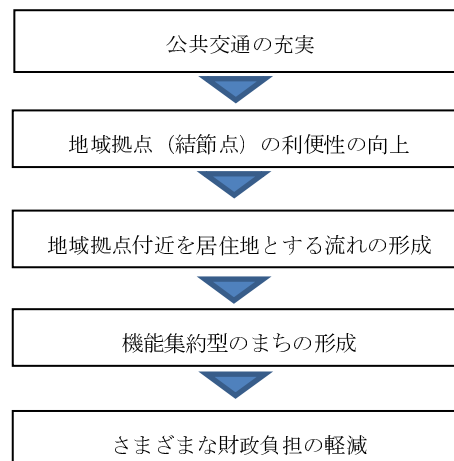 公共交通の充実
地域拠点（結節点）の利便性の向上
地域拠点付近を居住地とする流れの形成
機能集約型のまちの形成
さまざまな財政負担の軽減